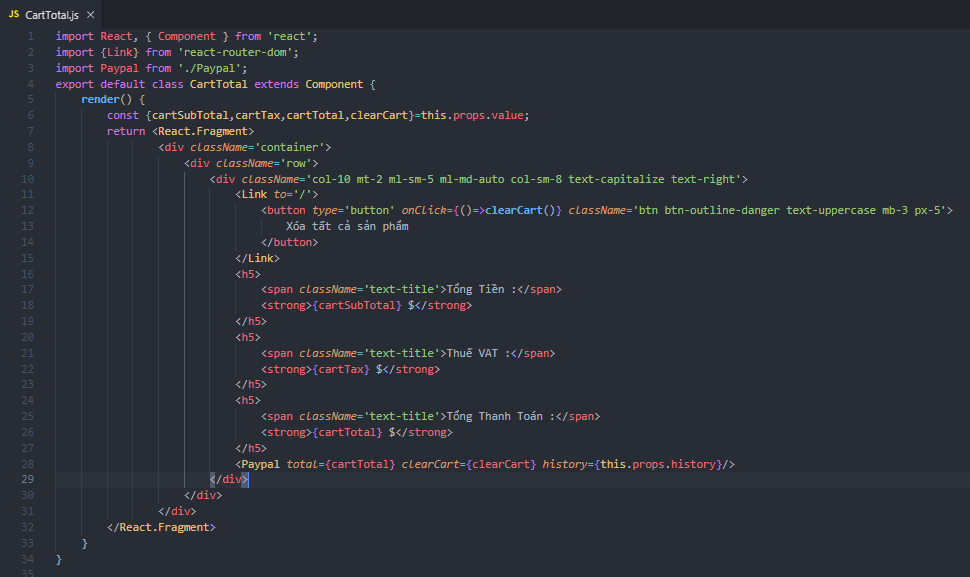 JS CartTotal.js ×
1 import React, { Component } from 'react';
2 import {Link} from 'react-router-dom';
3 import Paypal from './Paypal';
4 export default class CartTotal extends Component {
5 render() {
6 const {cartSubTotal,cartTax,cartTotal,clearCart}=this.props.value;
7 return <React.Fragment>
8 <div className='container'>
9 <div className='row'>
10 <div className='col-10 mt-2 ml-sm-5 ml-md-auto col-sm-8 text-capitalize text-right'>
11 <Link to='/'>
12 <button type='button' onClick={()=>clearCart()} className='btn btn-outline-danger text-uppercase mb-3 px-5'>
13 Xóa tất cả sản phẩm
14 </button>
15 </Link>
16 <h5>
17 <span className='text-title'>Tổng Tiền :</span>
18 <strong>{cartSubTotal} $</strong>
19 </h5>
20 <h5>
21 <span className='text-title'>Thuế VAT :</span>
22 <strong>{cartTax} $</strong>
23 </h5>
24 <h5>
25 <span className='text-title'>Tổng Thanh Toán :</span>
26 <strong>{cartTotal} $</strong>
27 </h5>
28 <Paypal total={cartTotal} clearCart={clearCart} history={this.props.history}/>
29 </div>
30 </div>
31 </div>
32 </React.Fragment>
33 }
34 }
35